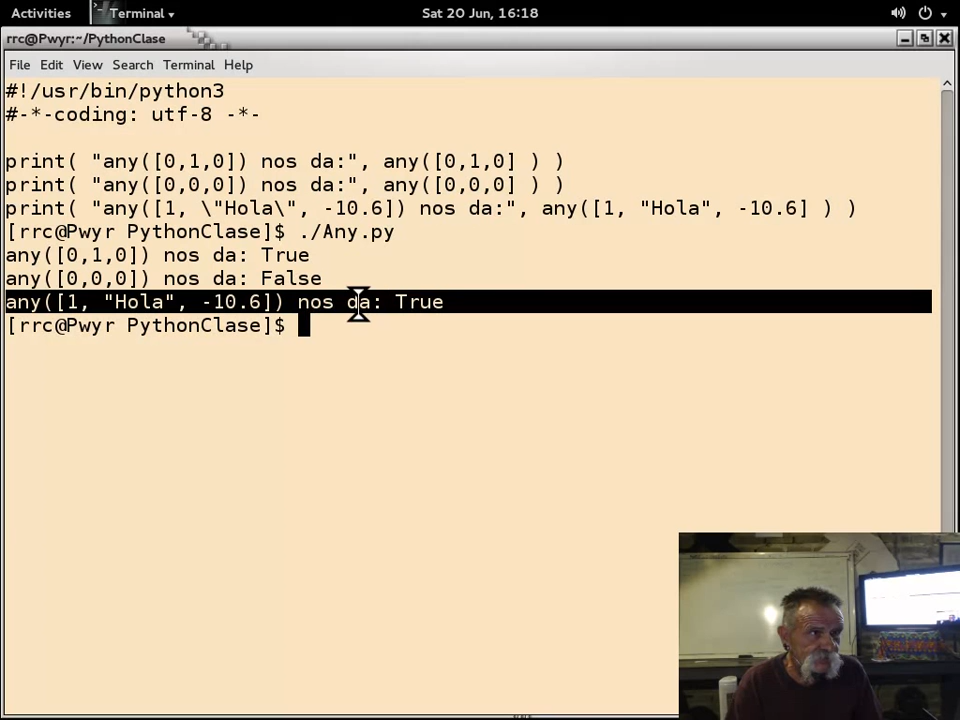 Activities Terminal Sat 20 Jun, 16:18
rrc@Pwyr:~/PythonClase
File Edit View Search Terminal Help
#!/usr/bin/python3
#-*-coding: utf-8 -*-
print( "any([0,1,0]) nos da:", any([0,1,0] ) )
print( "any([0,0,0]) nos da:", any([0,0,0] ) )
print( "any([1, \"Hola\", -10.6]) nos da:", any([1, "Hola", -10.6] ) )
[rrc@Pwyr PythonClase]$ ./Any.py
any([0,1,0]) nos da: True
any([0,0,0]) nos da: False
any([1, "Hola", -10.6]) nos da: True
[rrc@Pwyr PythonClase]$